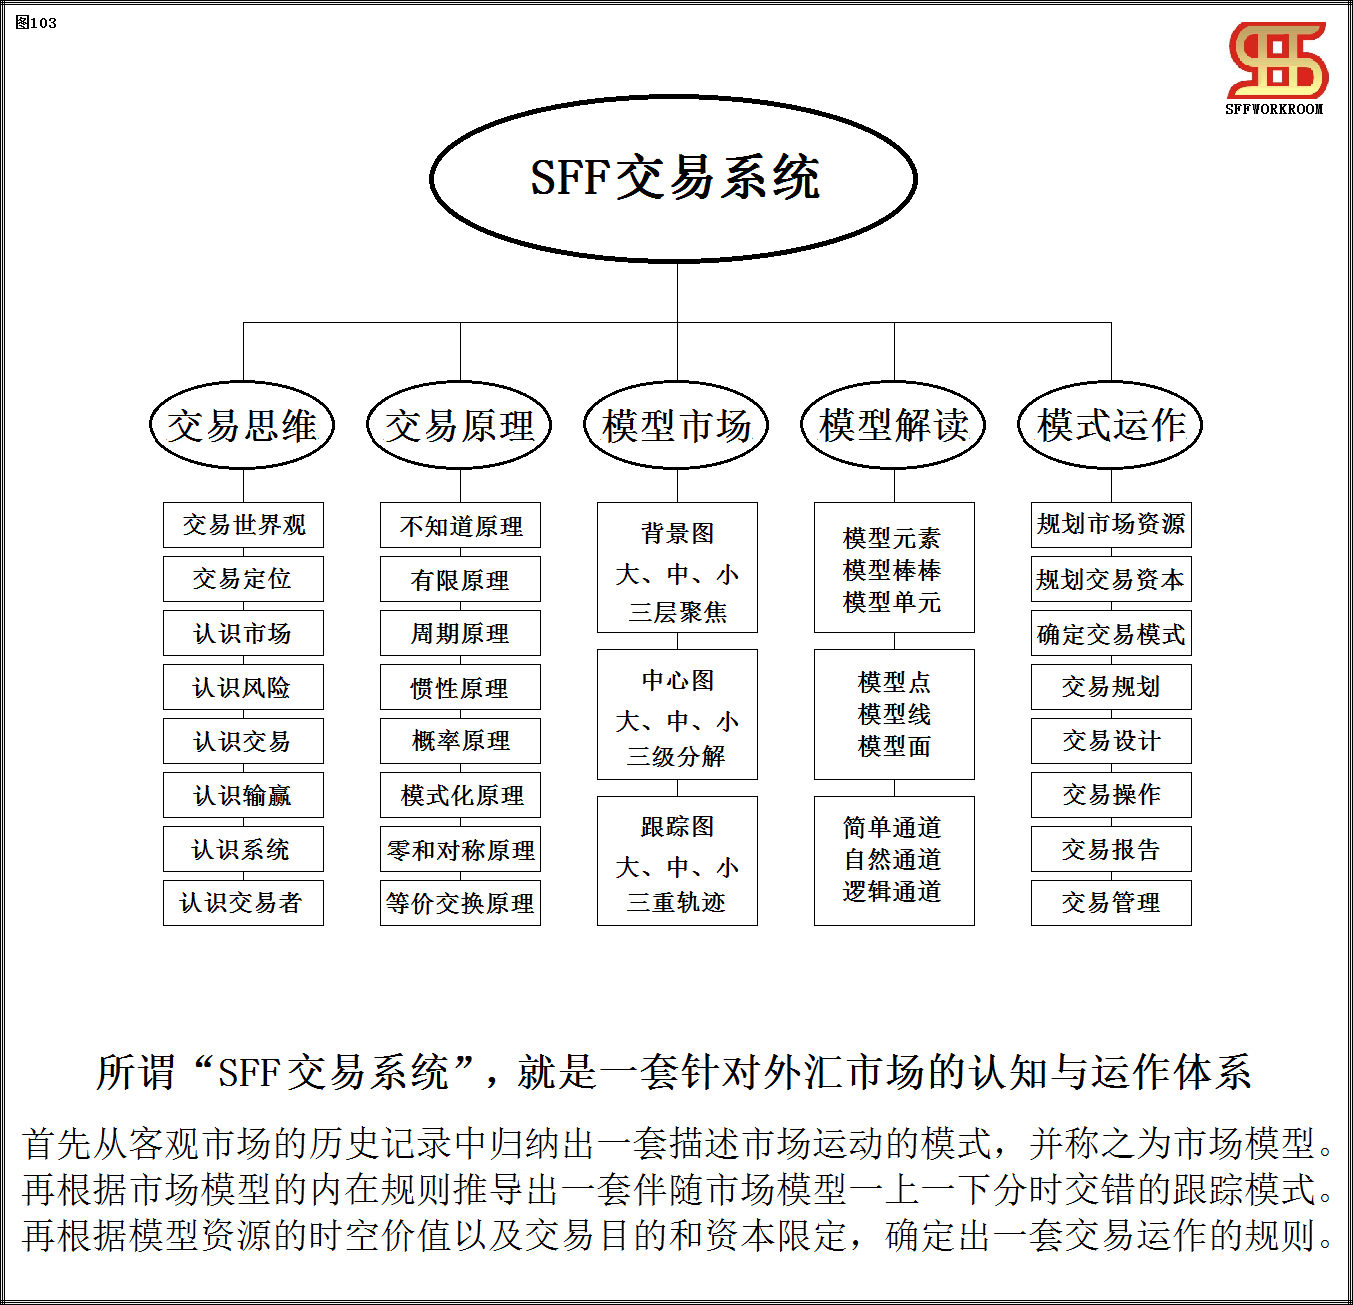 图103
SFFWORKROOM
SFF交易系统
交易思维
交易原理
模型市场
模型解读
模式运作
交易世界观
交易定位
认识市场
认识风险
认识交易
认识输赢
认识系统
认识交易者
不知道原理
有限原理
周期原理
惯性原理
概率原理
模式化原理
零和对称原理
等价交换原理
背景图
大、中、小
三层聚焦
中心图
大、中、小
三级分解
跟踪图
大、中、小
三重轨迹
模型元素
模型棒棒
模型单元
模型点
模型线
模型面
简单通道
自然通道
逻辑通道
规划市场资源
规划交易资本
确定交易模式
交易规划
交易设计
交易操作
交易报告
交易管理
所谓“SFF交易系统”，就是一套针对外汇市场的认知与运作体系
首先从客观市场的历史记录中归纳出一套描述市场运动的模式，并称之为市场模型。
再根据市场模型的内在规则推导出一套伴随市场模型一上一下分时交错的跟踪模式。
再根据模型资源的时空价值以及交易目的和资本限定，确定出一套交易运作的规则。